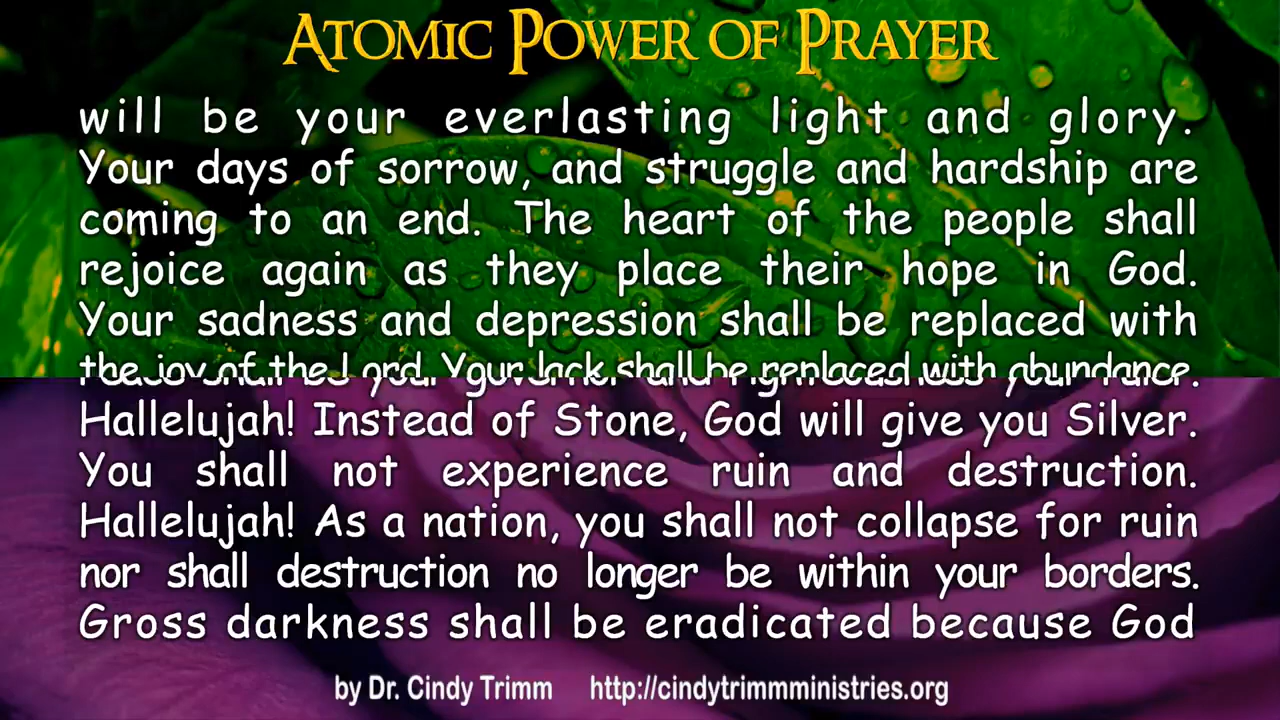 ATOMIC POWER OF PRAYER
will be your everlasting light and glory.
Your days of sorrow, and struggle and hardship are
coming to an end. The heart of the people shall
rejoice again as they place their hope in God.
Your sadness and depression shall be replaced with
the joy of the Lord. Your lack shall be replaced with abundance.
Hallelujah! Instead of Stone, God will give you Silver.
You shall not experience ruin and destruction.
Hallelujah! As a nation, you shall not collapse for ruin
nor shall destruction no longer be within your borders.
Gross darkness shall be eradicated because God
by Dr. Cindy Trimm http://cindytrimmministries.org